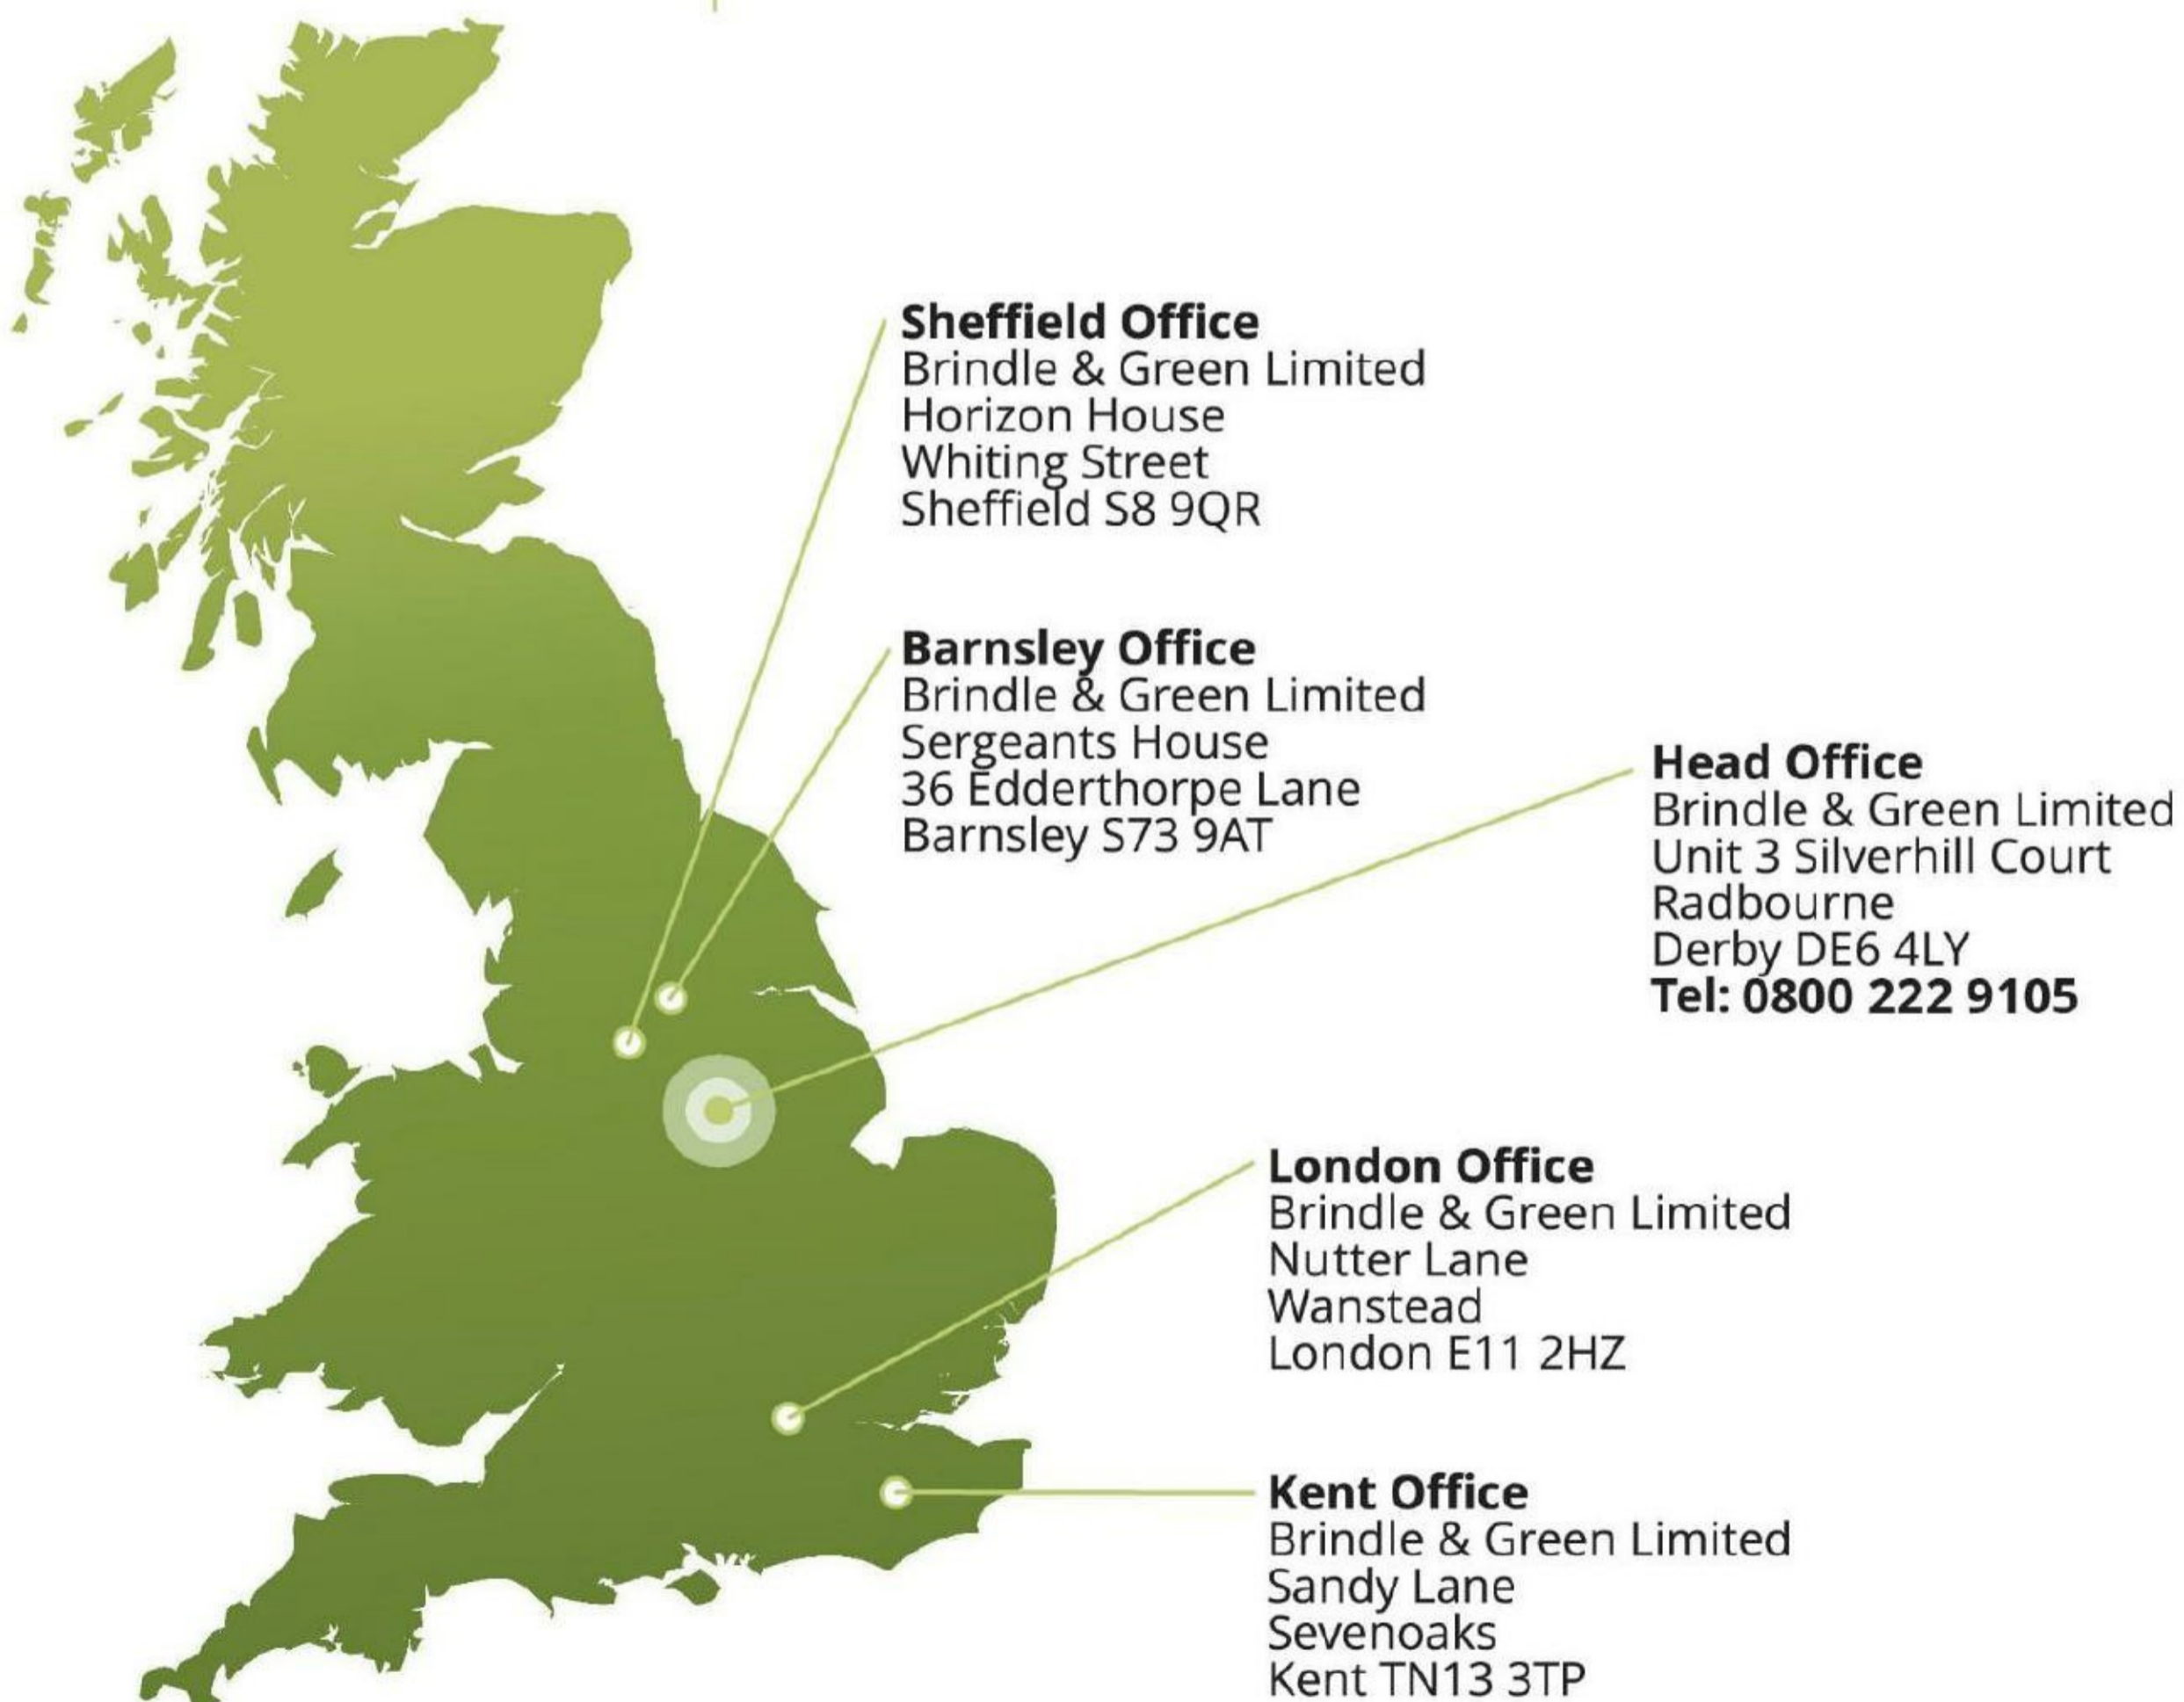 Sheffield Office
Brindle & Green Limited
Horizon House
Whiting Street
Sheffield S8 9QR
Barnsley Office
Brindle & Green Limited
Sergeants House
36 Edderthorpe Lane
Barnsley S73 9AT
Head Office
Brindle & Green Limited
Unit 3 Silverhill Court
Radbourne
Derby DE6 4LY
Tel: 0800 222 9105
London Office
Brindle & Green Limited
Nutter Lane
Wanstead
London E11 2HZ
Kent Office
Brindle & Green Limited
Sandy Lane
Sevenoaks
Kent TN13 3TP